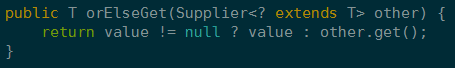 public T orElseGet(Supplier<? extends T> other) {
    return value != null ? value : other.get();
}